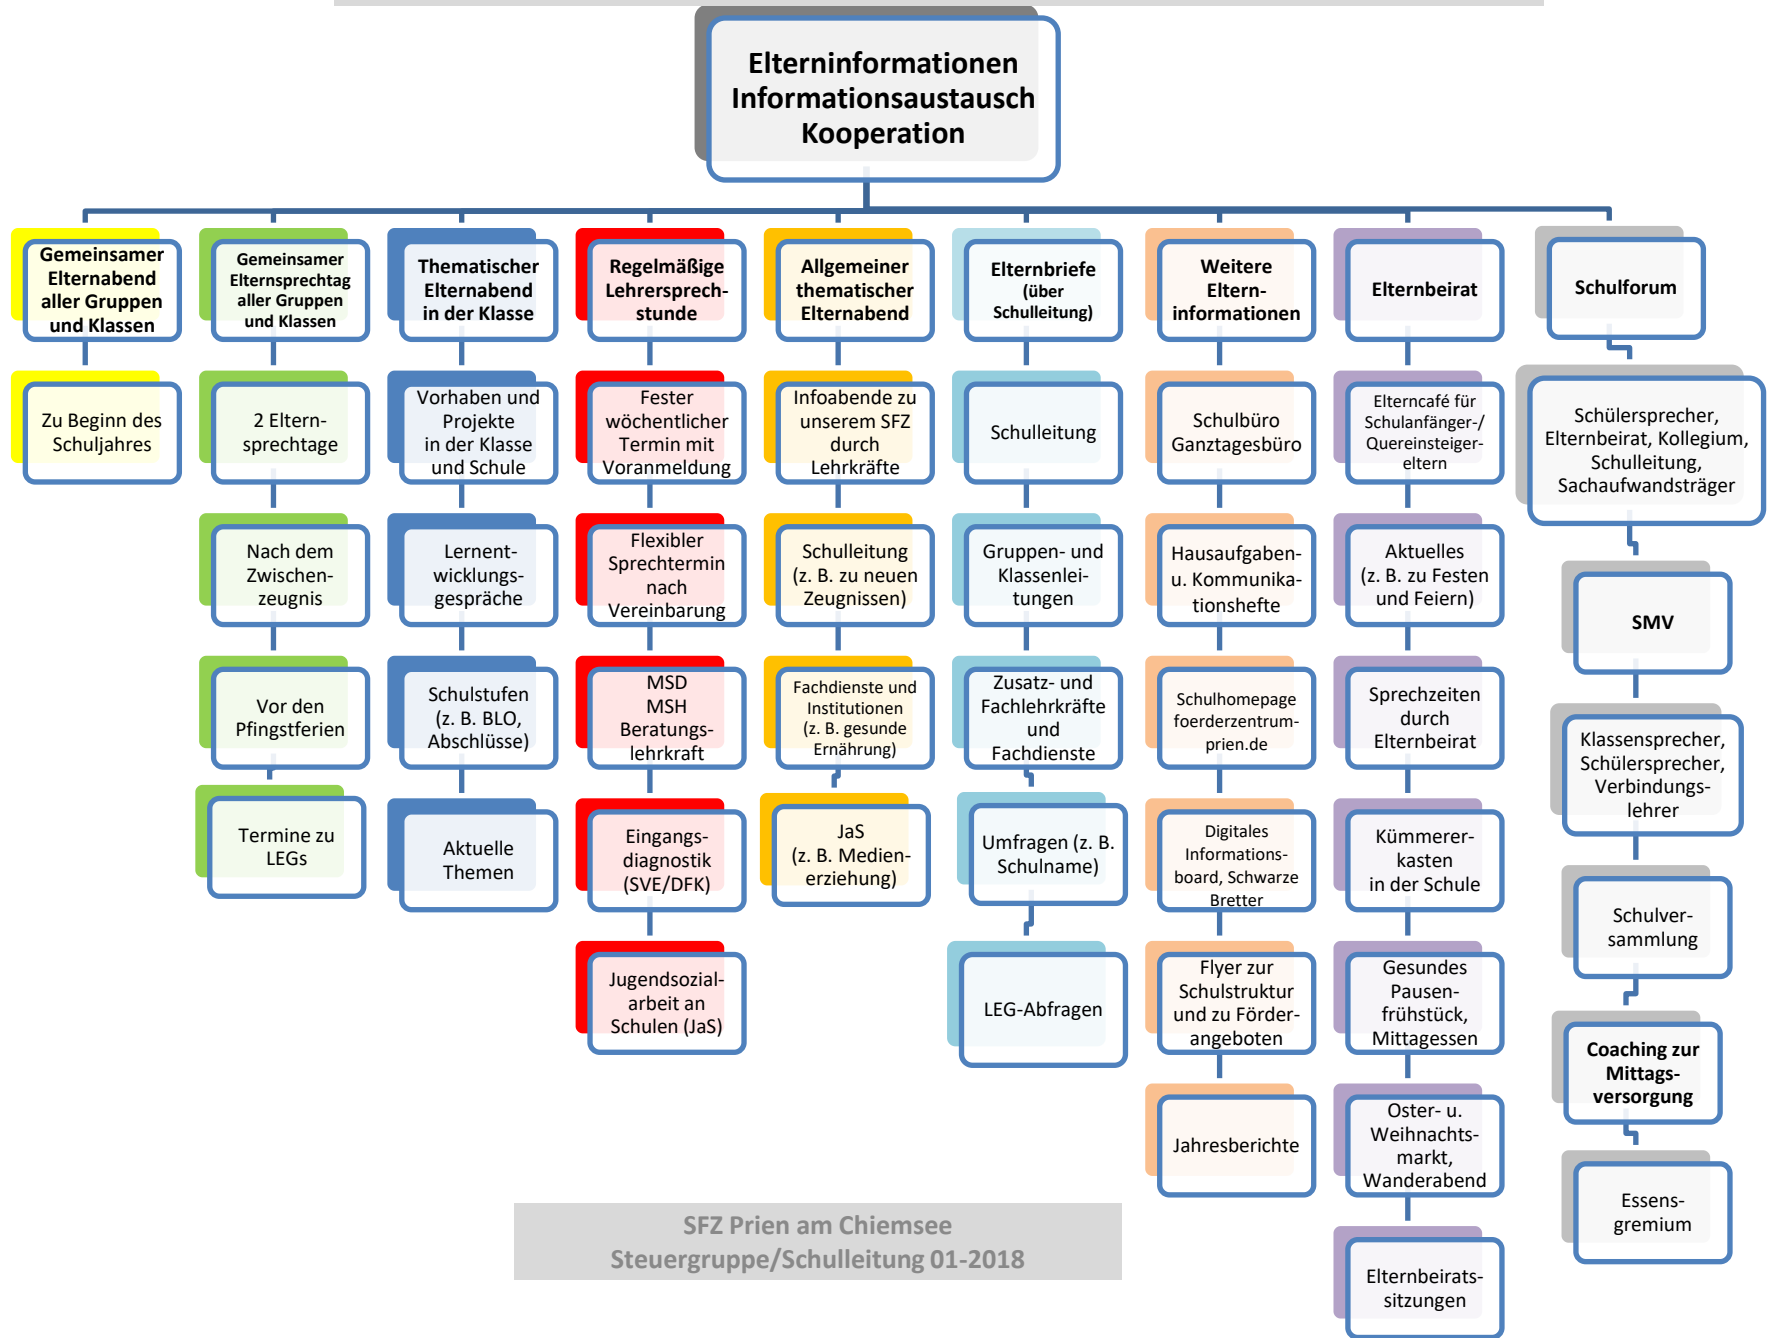 Elterninformationen
Informationsaustausch
Kooperation
Gemeinsamer
Elternabend
aller Gruppen
und Klassen
Zu Beginn des
Schuljahres
Gemeinsamer
Elternsprechtag
aller Gruppen
und Klassen
2 Eltern-
sprechtage
Nach dem
Zwischen-
zeugnis
Vor den
Pfingstferien
Termine zu
LEGs
Thematischer
Elternabend
in der Klasse
Vorhaben und
Projekte
in der Klasse
und Schule
Lernent-
wicklungs-
gespräche
Schulstufen
(z. B. BLO,
Abschlüsse)
Aktuelle
Themen
Regelmäßige
Lehrersprech-
stunde
Fester
wöchentlicher
Termin mit
Voranmeldung
Flexibler
Sprechtermin
nach
Vereinbarung
MSD
MSH
Beratungs-
lehrkraft
Eingangs-
diagnostik
(SVE/DFK)
Jugendsozial-
arbeit an
Schulen (JaS)
Allgemeiner
thematischer
Elternabend
Infoabende zu
unserem SFZ
durch
Lehrkräfte
Schulleitung
(z. B. zu neuen
Zeugnissen)
Fachdienste und
Institutionen
(z. B. gesunde
Ernährung)
JaS
(z. B. Medien-
erziehung)
Elternbriefe
(über
Schulleitung)
Schulleitung
Gruppen- und
Klassenlei-
tungen
Zusatz- und
Fachlehrkräfte
und
Fachdienste
Umfragen (z. B.
Schulname)
LEG-Abfragen
Weitere
Eltern-
informationen
Schulbüro
Ganztagesbüro
Hausaufgaben-
u. Kommunika-
tionshefte
Schulhomepage
foerderzentrum-
prien.de
Digitales
Informations-
board, Schwarze
Bretter
Flyer zur
Schulstruktur
und zu Förder-
angeboten
Jahresberichte
Elternbeirat
Elterncafé für
Schulanfänger-/
Quereinsteiger-
eltern
Aktuelles
(z. B. zu Festen
und Feiern)
Sprechzeiten
durch
Elternbeirat
Kümmerer-
kasten
in der Schule
Gesundes
Pausen-
frühstück,
Mittagessen
Oster- u.
Weihnachts-
markt,
Wanderabend
Elternbeirats-
sitzungen
Schulforum
Schülersprecher,
Elternbeirat, Kollegium,
Schulleitung,
Sachaufwandsträger
SMV
Klassensprecher,
Schülersprecher,
Verbindungs-
lehrer
Schulver-
sammlung
Coaching zur
Mittags-
versorgung
Essens-
gremium
SFZ Prien am Chiemsee
Steuergruppe/Schulleitung 01-2018